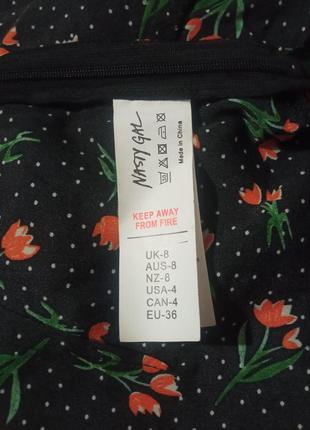 NASTY GAL
Made in China
KEEP AWAY
FROM FIRE
UK-8
AUS-8
NZ-8
USA-4
CAN-4
EU-36